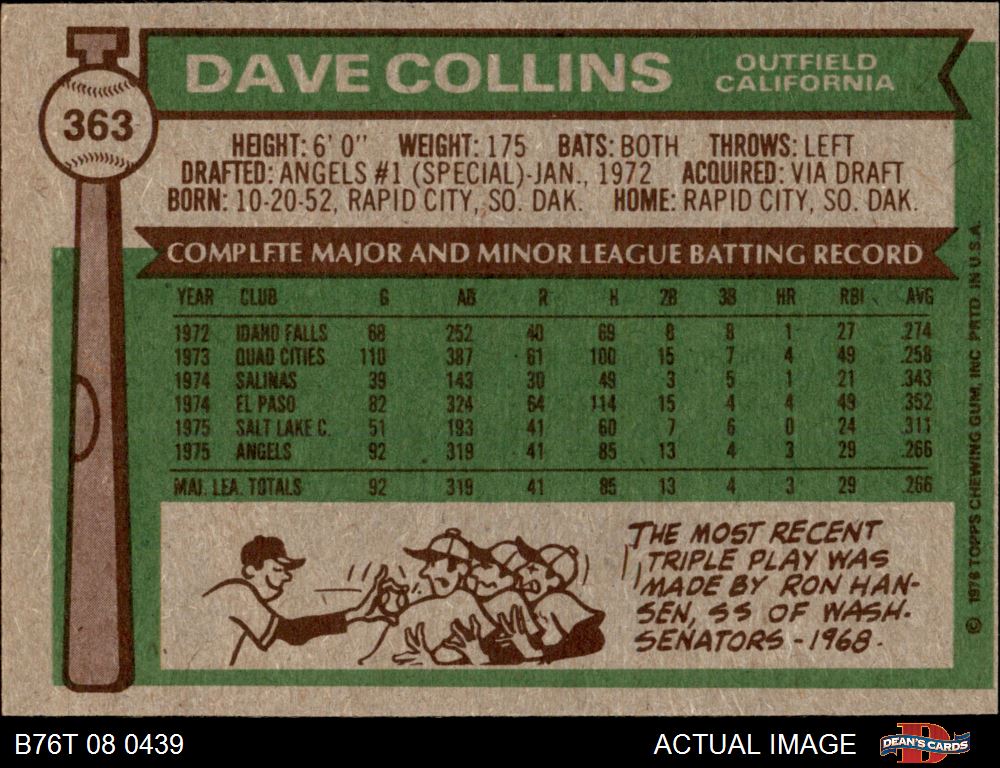 363
DAVE COLLINS
OUTFIELD
CALIFORNIA
HEIGHT: 6' 0" WEIGHT: 175 BATS: BOTH THROWS: LEFT
DRAFTED: ANGELS #1 (SPECIAL)-JAN., 1972 ACQUIRED: VIA DRAFT
BORN: 10-20-52, RAPID CITY, SO. DAK. HOME: RAPID CITY, SO. DAK.
COMPLETE MAJOR AND MINOR LEAGUE BATTING RECORD
YEAR CLUB G AB R H 2B 3B HR RBI AVG
1972 IDAHO FALLS 68 252 40 69 8 8 1 27 .274
1973 QUAD CITIES 110 387 61 100 15 7 4 49 .258
1974 SALINAS 39 143 30 49 3 5 1 21 .343
1974 EL PASO 82 324 64 114 15 4 4 49 .352
1975 SALT LAKE C. 51 193 41 60 7 6 0 24 .311
1975 ANGELS 92 319 41 85 13 4 3 29 .266
MAJ. LEA. TOTALS 92 319 41 85 13 4 3 29 .266
THE MOST RECENT
TRIPLE PLAY WAS
MADE BY RON HAN-
SEN, SS OF WASH.
SENATORS - 1968.
© 1976 TOPPS CHEWING GUM, INC PRTD. IN U.S.A.
B76T 08 0439
ACTUAL IMAGE
DEAN'S CARDS